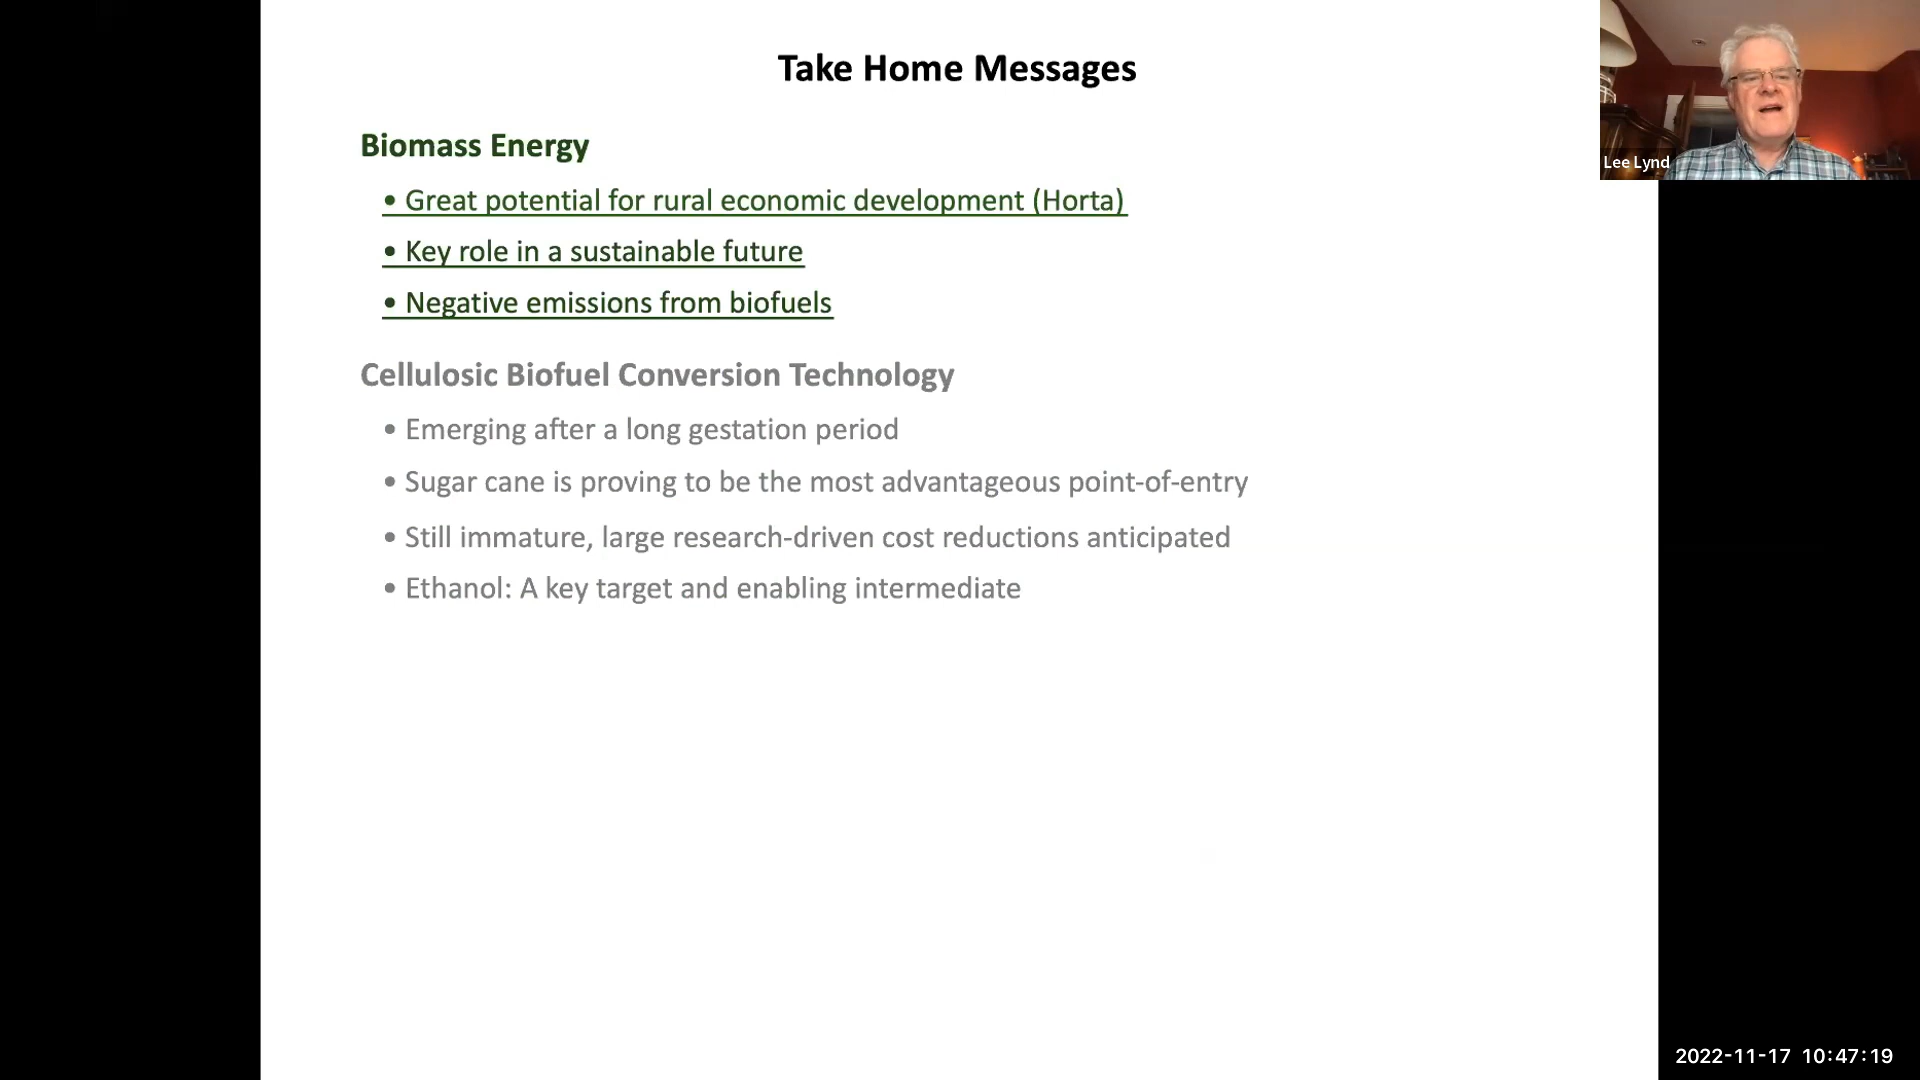 Take Home Messages
Lee Lynd
Biomass Energy
• Great potential for rural economic development (Horta)
• Key role in a sustainable future
• Negative emissions from biofuels
Cellulosic Biofuel Conversion Technology
• Emerging after a long gestation period
• Sugar cane is proving to be the most advantageous point-of-entry
• Still immature, large research-driven cost reductions anticipated
• Ethanol: A key target and enabling intermediate
2022-11-17 10:47:19